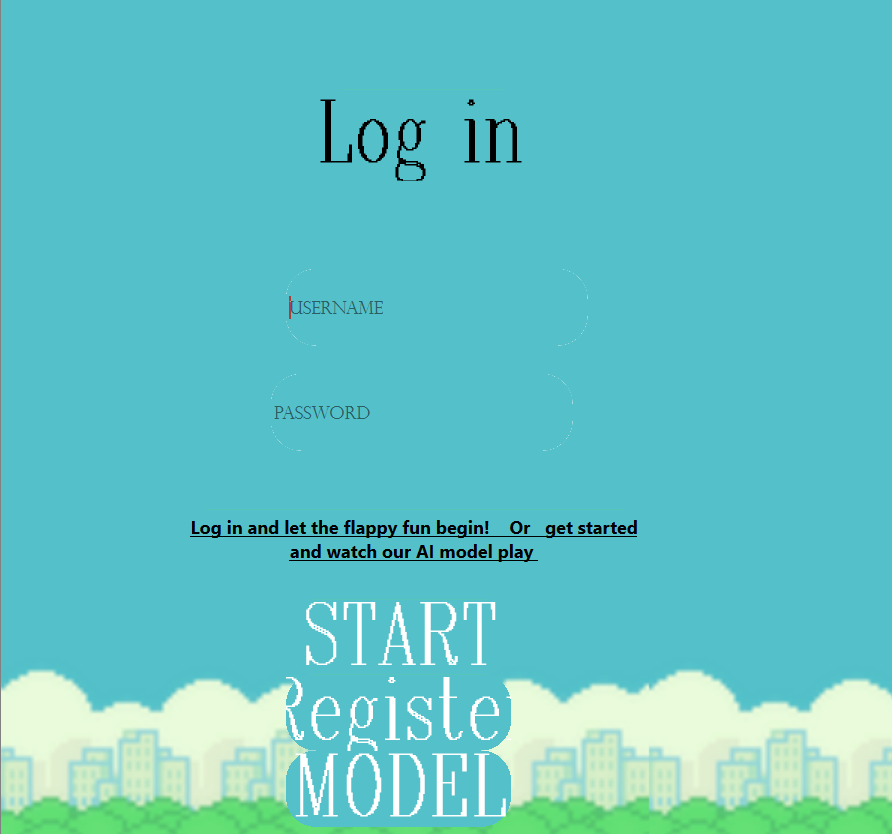 Log in
USERNAME
PASSWORD
Log in and let the flappy fun begin!    Or   get started
and watch our AI model play
START
Register
MODEL